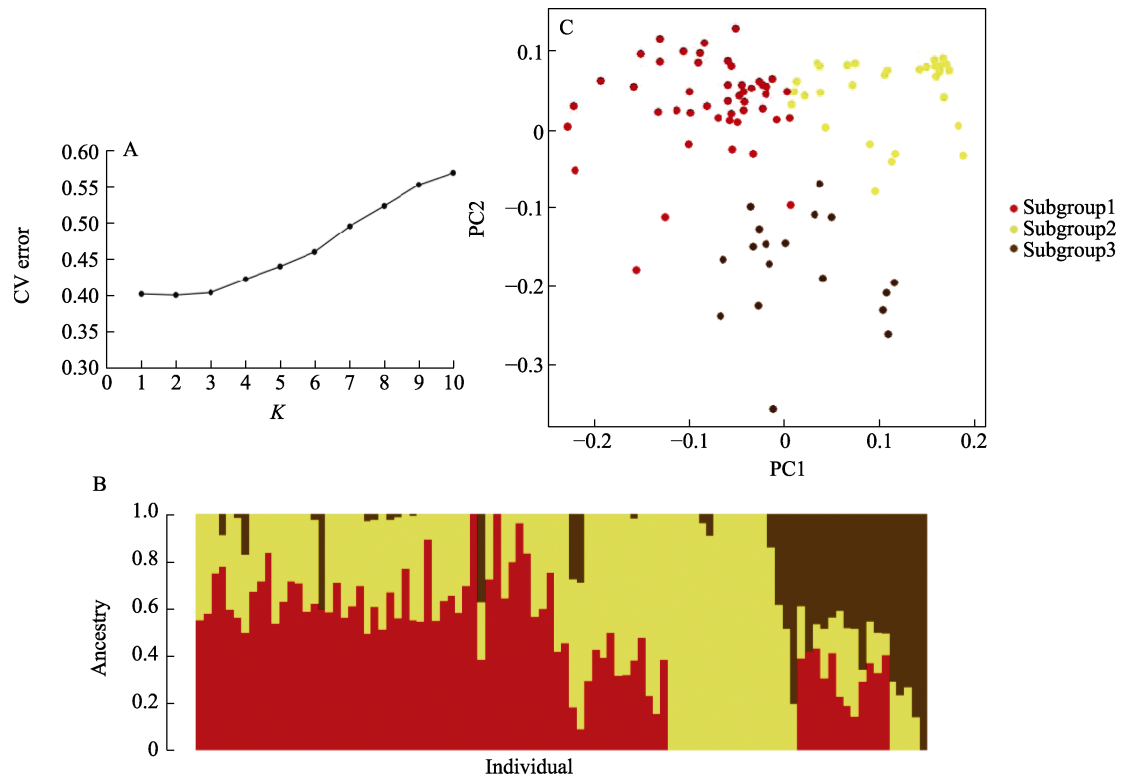 A
0.60
0.55
0.50
0.45
0.40
0.35
0.30
CV error
0 1 2 3 4 5 6 7 8 9 10
K
C
0.1
0
−0.1
−0.2
−0.3
PC2
−0.2 −0.1 0 0.1 0.2
PC1
Subgroup1
Subgroup2
Subgroup3
B
1.0
0.8
0.6
0.4
0.2
0
Ancestry
Individual